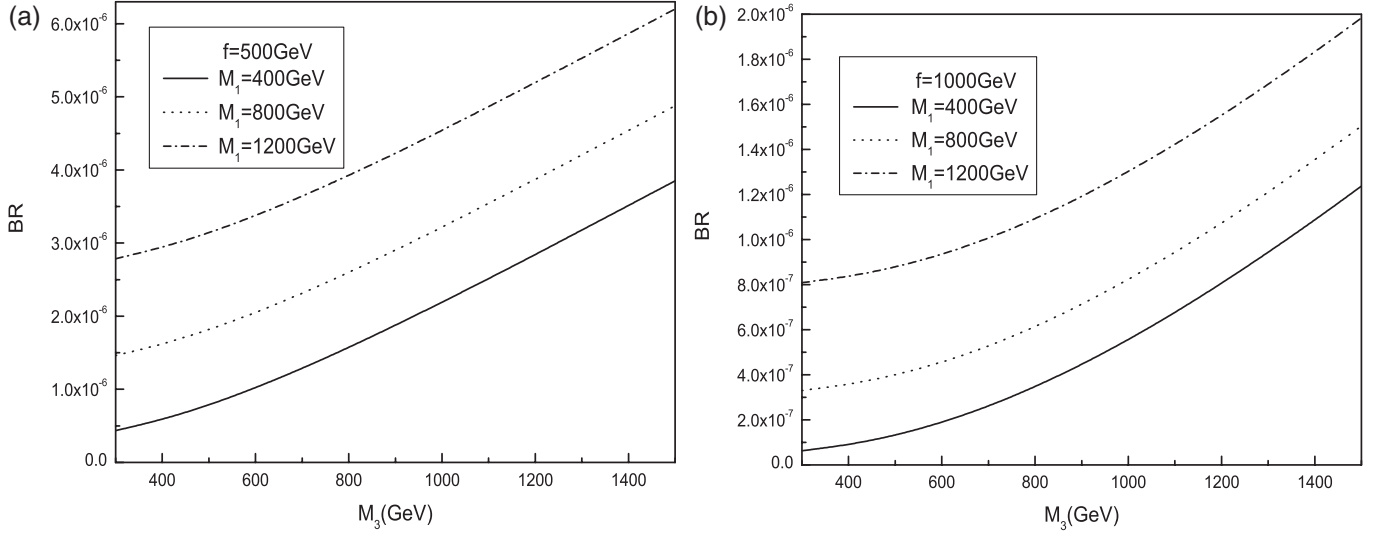 (a)
6.0x10⁻⁶
5.0x10⁻⁶
4.0x10⁻⁶
3.0x10⁻⁶
2.0x10⁻⁶
1.0x10⁻⁶
0.0
BR
f=500GeV
M₁=400GeV
M₁=800GeV
M₁=1200GeV
400 600 800 1000 1200 1400
M₃(GeV)
(b)
2.0x10⁻⁶
1.8x10⁻⁶
1.6x10⁻⁶
1.4x10⁻⁶
1.2x10⁻⁶
1.0x10⁻⁶
8.0x10⁻⁷
6.0x10⁻⁷
4.0x10⁻⁷
2.0x10⁻⁷
0.0
BR
f=1000GeV
M₁=400GeV
M₁=800GeV
M₁=1200GeV
400 600 800 1000 1200 1400
M₃(GeV)